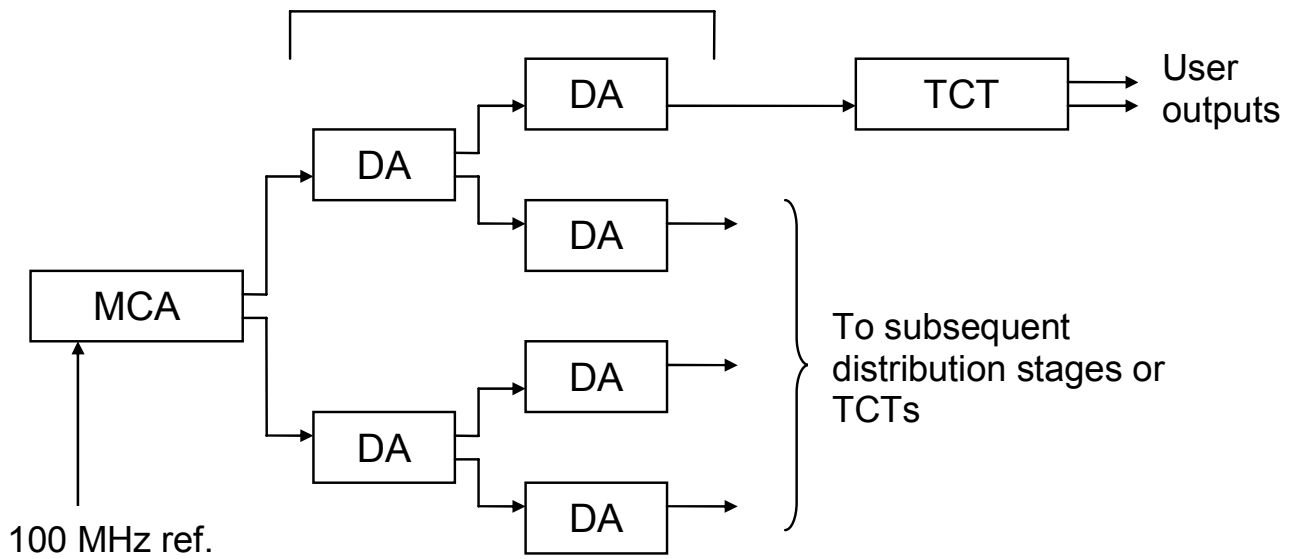 DA
TCT
User
outputs
DA
DA
MCA
DA
To subsequent
distribution stages or
TCTs
DA
DA
100 MHz ref.